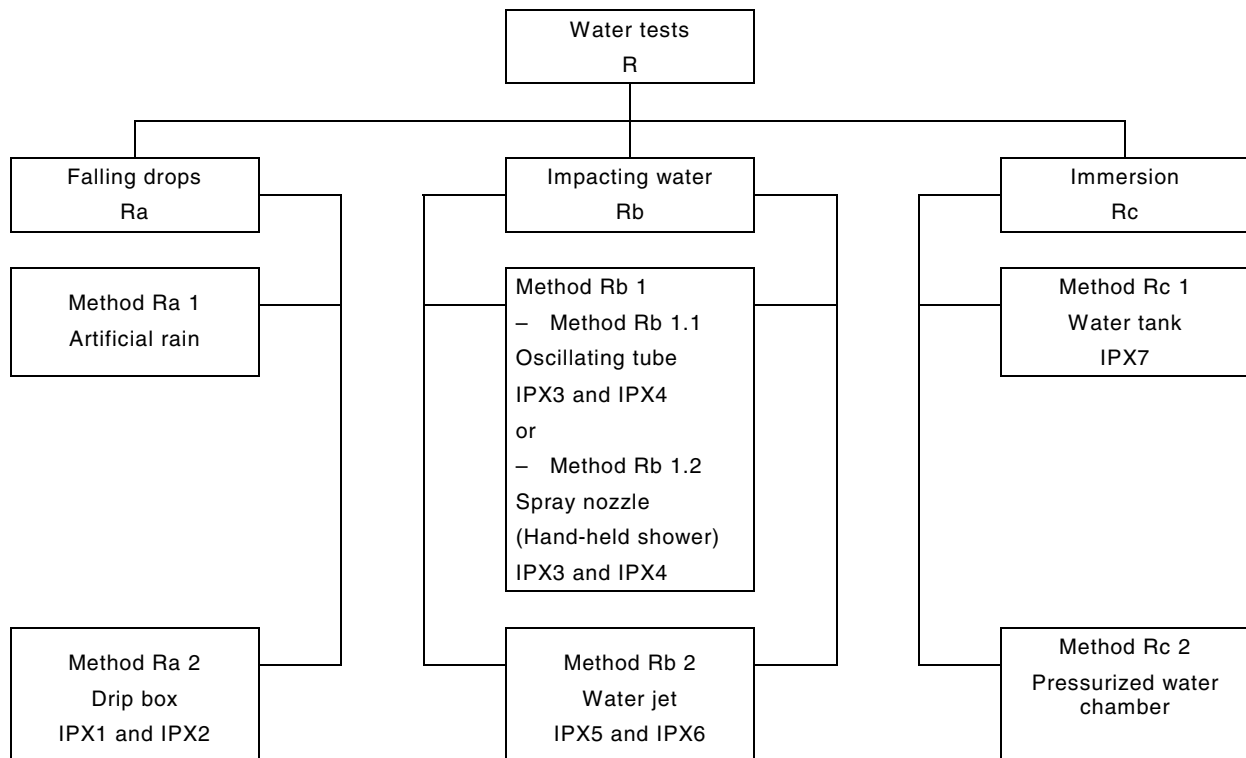 Water tests
R
Falling drops
Ra
Impacting water
Rb
Immersion
Rc
Method Ra 1
Artificial rain
Method Rb 1
– Method Rb 1.1
Oscillating tube
IPX3 and IPX4
or
– Method Rb 1.2
Spray nozzle
(Hand-held shower)
IPX3 and IPX4
Method Rc 1
Water tank
IPX7
Method Ra 2
Drip box
IPX1 and IPX2
Method Rb 2
Water jet
IPX5 and IPX6
Method Rc 2
Pressurized water
chamber